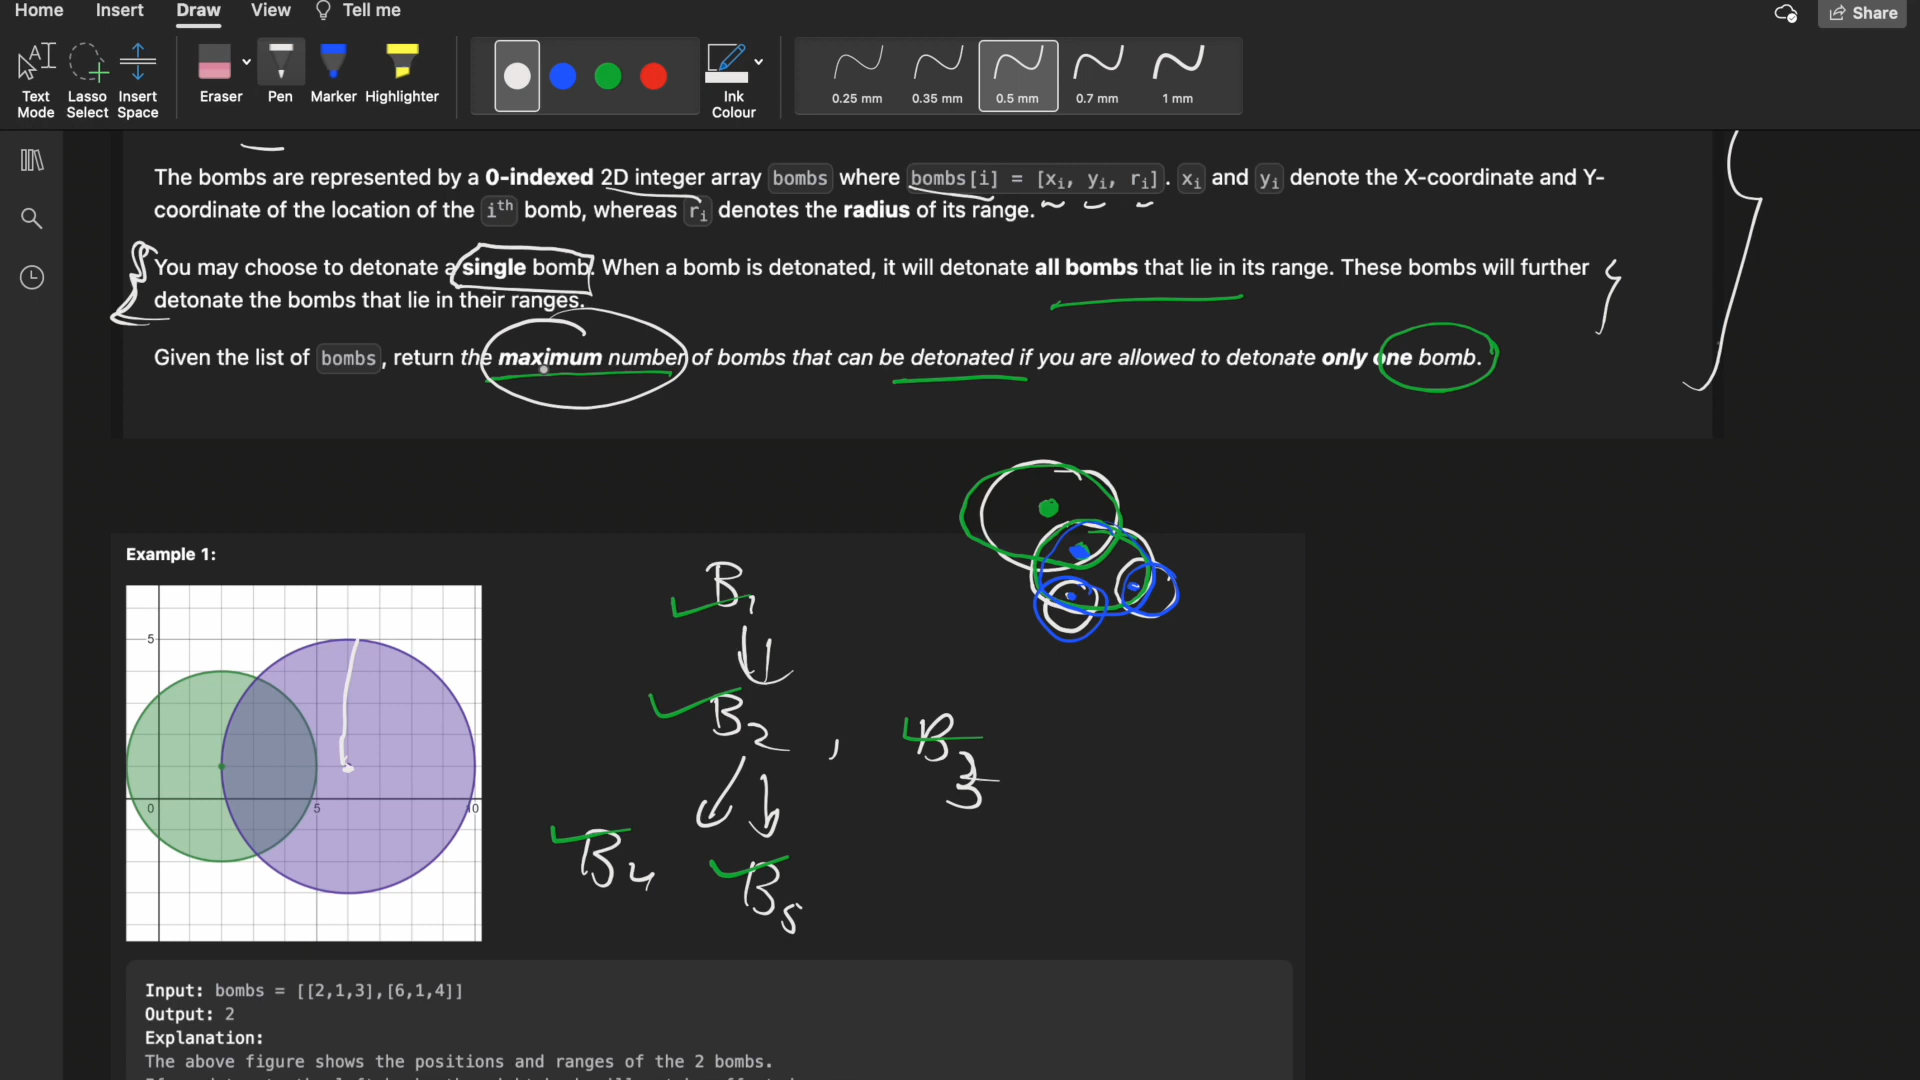 Home Insert Draw View Tell me Share
Text Mode
Lasso Select
Insert Space
Eraser
Pen
Marker
Highlighter
Ink Colour
0.25 mm
0.35 mm
0.5 mm
0.7 mm
1 mm
The bombs are represented by a 0-indexed 2D integer array bombs where bombs[i] = [xi, yi, ri]. xi and yi denote the X-coordinate and Y-
coordinate of the location of the ith bomb, whereas ri denotes the radius of its range.
You may choose to detonate a single bomb. When a bomb is detonated, it will detonate all bombs that lie in its range. These bombs will further
detonate the bombs that lie in their ranges.
Given the list of bombs, return the maximum number of bombs that can be detonated if you are allowed to detonate only one bomb.
Example 1:
5
0 5 10
B1
B2 , B3
3
B4 B5
Input: bombs = [[2,1,3],[6,1,4]]
Output: 2
Explanation:
The above figure shows the positions and ranges of the 2 bombs.